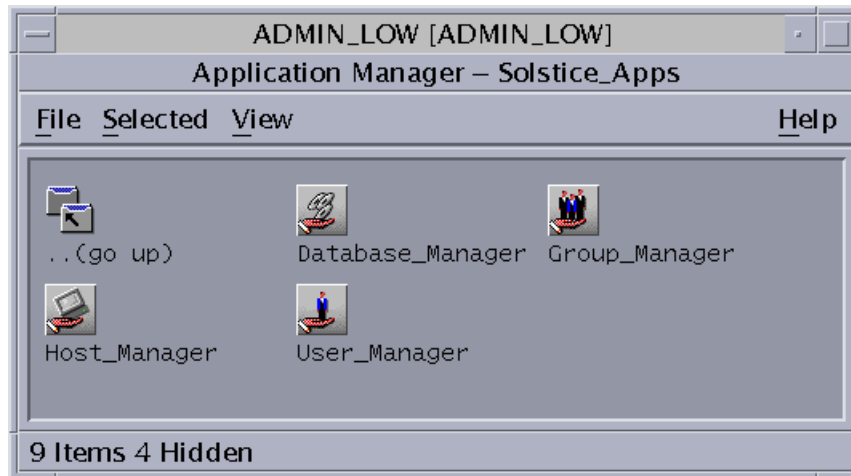 ADMIN_LOW [ADMIN_LOW]
Application Manager – Solstice_Apps
File Selected View Help
..(go up) Database_Manager Group_Manager
Host_Manager User_Manager
9 Items 4 Hidden